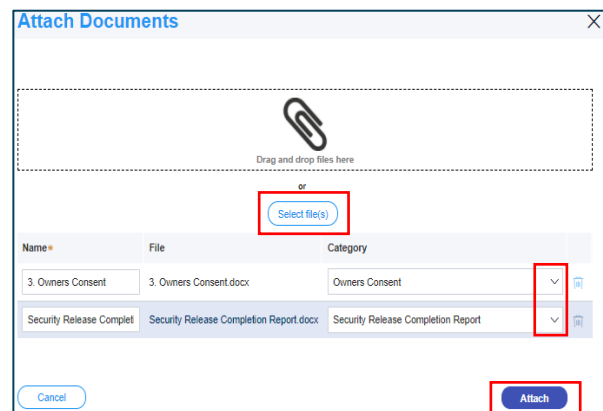 Attach Documents
Drag and drop files here
or
Select file(s)
Name* File Category
3. Owners Consent 3. Owners Consent.docx Owners Consent
Security Release Completi Security Release Completion Report.docx Security Release Completion Report
Cancel Attach